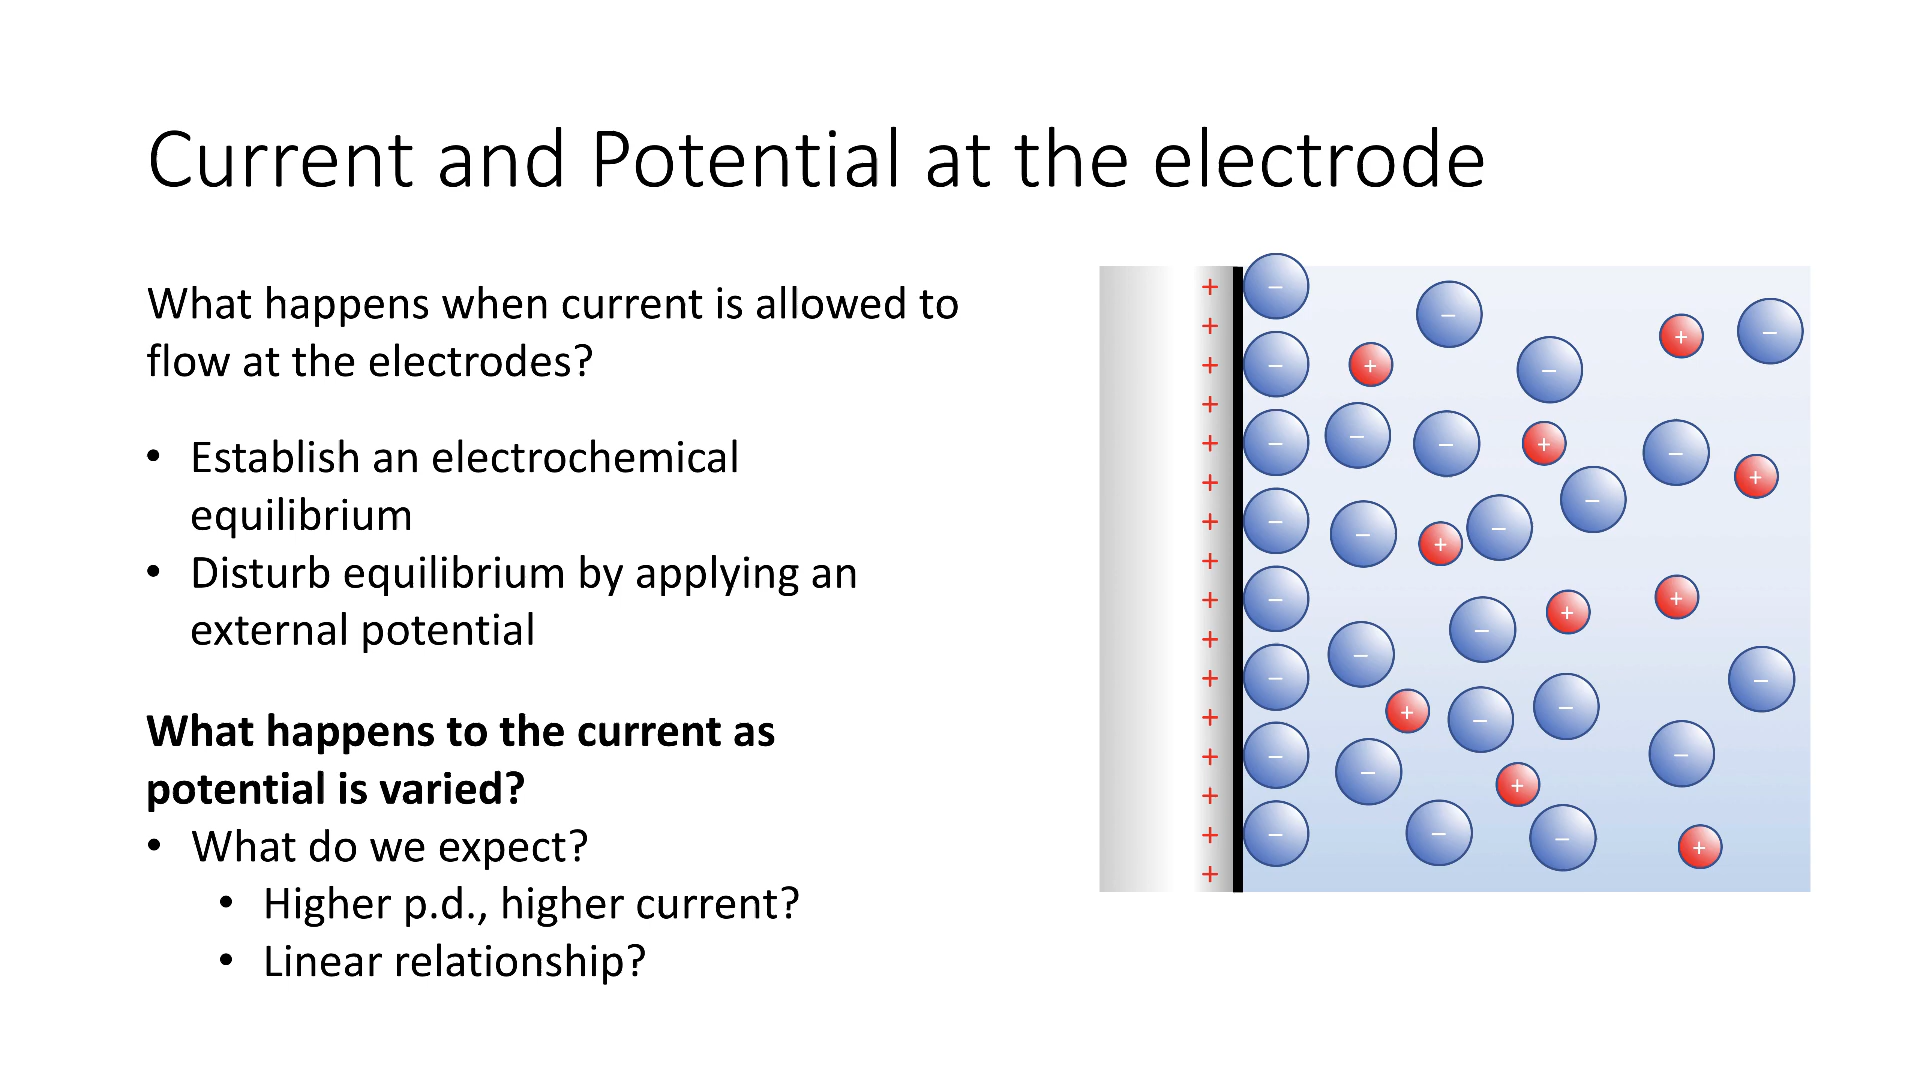 Current and Potential at the electrode
What happens when current is allowed to
flow at the electrodes?
• Establish an electrochemical
equilibrium
• Disturb equilibrium by applying an
external potential
What happens to the current as
potential is varied?
• What do we expect?
• Higher p.d., higher current?
• Linear relationship?